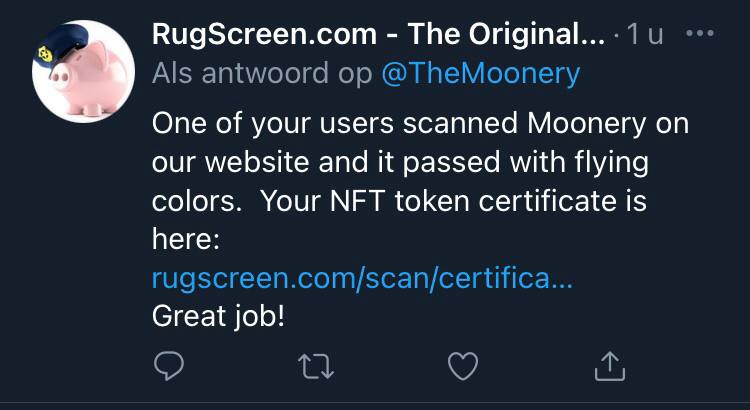 RugScreen.com - The Original... · 1 u
Als antwoord op @TheMoonery
One of your users scanned Moonery on
our website and it passed with flying
colors.  Your NFT token certificate is
here:
rugscreen.com/scan/certifica...
Great job!